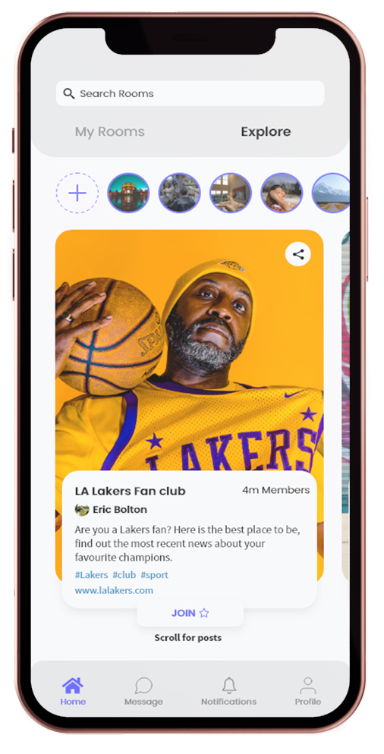 Search Rooms
My Rooms Explore
SPALDING
LAKERS
LA Lakers Fan club 4m Members
Eric Bolton
Are you a Lakers fan? Here is the best place to be,
find out the most recent news about your
favourite champions.
#Lakers #club #sport
www.lalakers.com
JOIN
Scroll for posts
Home Message Notifications Profile